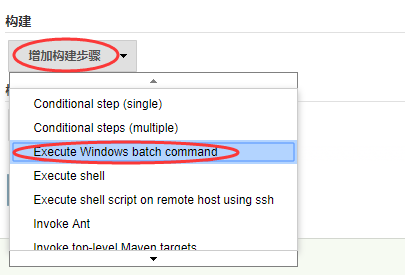 构建
增加构建步骤
Conditional step (single)
Conditional steps (multiple)
Execute Windows batch command
Execute shell
Execute shell script on remote host using ssh
Invoke Ant
Invoke top-level Maven targets